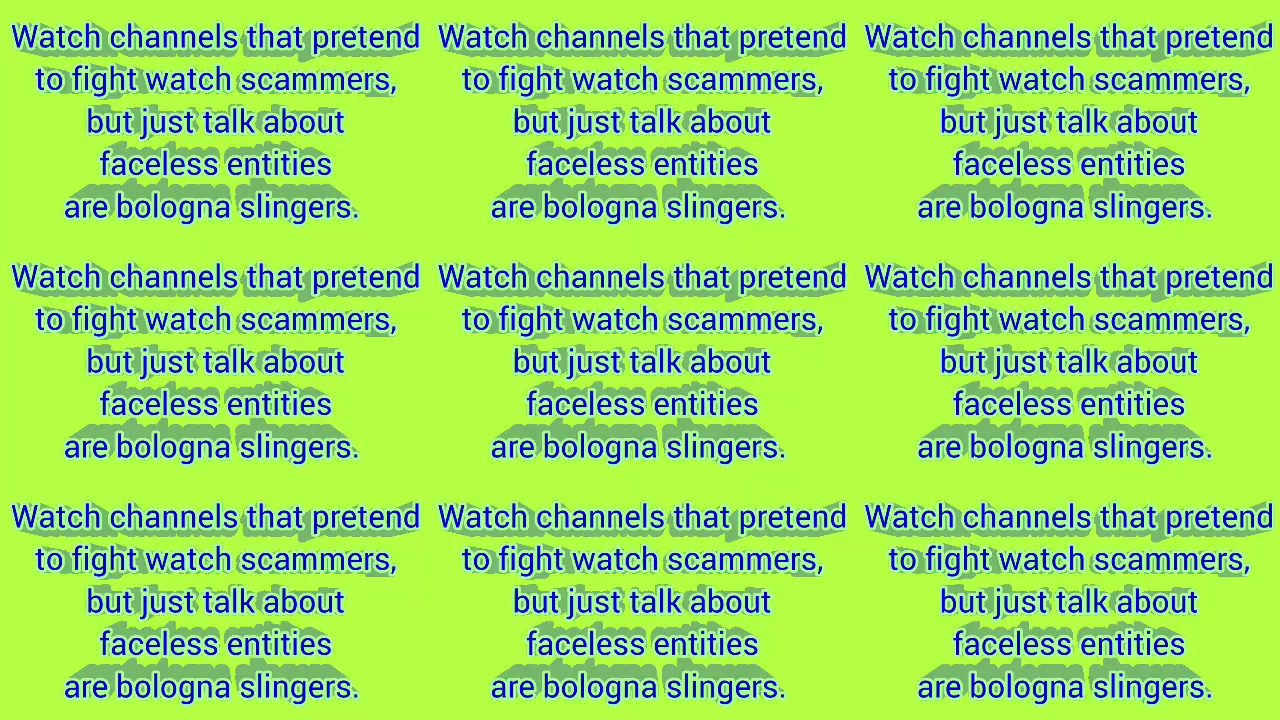 Watch channels that pretend
to fight watch scammers,
but just talk about
faceless entities
are bologna slingers.
Watch channels that pretend
to fight watch scammers,
but just talk about
faceless entities
are bologna slingers.
Watch channels that pretend
to fight watch scammers,
but just talk about
faceless entities
are bologna slingers.
Watch channels that pretend
to fight watch scammers,
but just talk about
faceless entities
are bologna slingers.
Watch channels that pretend
to fight watch scammers,
but just talk about
faceless entities
are bologna slingers.
Watch channels that pretend
to fight watch scammers,
but just talk about
faceless entities
are bologna slingers.
Watch channels that pretend
to fight watch scammers,
but just talk about
faceless entities
are bologna slingers.
Watch channels that pretend
to fight watch scammers,
but just talk about
faceless entities
are bologna slingers.
Watch channels that pretend
to fight watch scammers,
but just talk about
faceless entities
are bologna slingers.